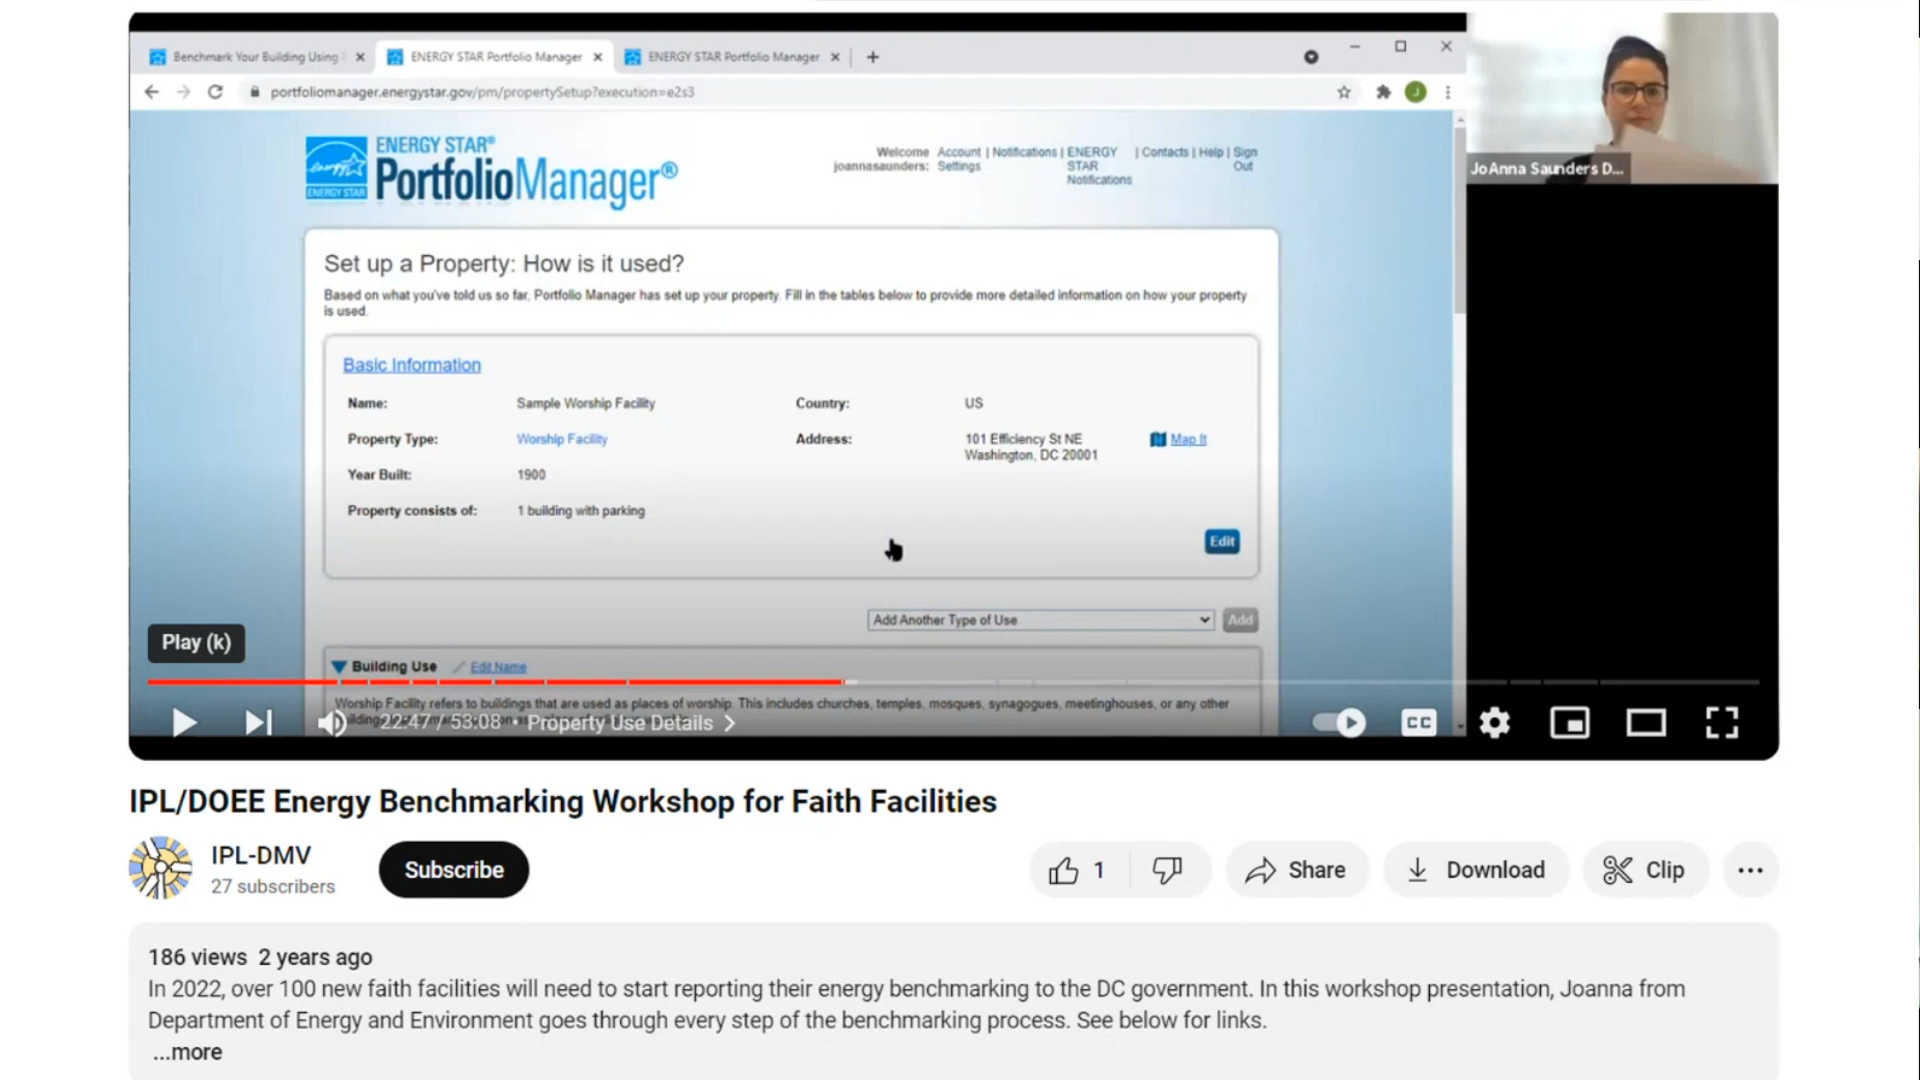 Benchmark Your Building Using
ENERGY STAR Portfolio Manager
ENERGY STAR Portfolio Manager
portfoliomanager.energystar.gov/pm/propertySetup?execution=e2s3
J
ENERGY STAR
ENERGY STAR®
PortfolioManager®
Welcome joannasaunders:
Account Settings | Notifications | ENERGY STAR Notifications | Contacts | Help | Sign Out
JoAnna Saunders D...
Set up a Property: How is it used?
Based on what you've told us so far, Portfolio Manager has set up your property. Fill in the tables below to provide more detailed information on how your property
is used.
Basic Information
Name: Sample Worship Facility Country: US
Property Type: Worship Facility Address: 101 Efficiency St NE Map It
Washington, DC 20001
Year Built: 1900
Property consists of: 1 building with parking
Edit
Add Another Type of Use Add
Play (k)
Building Use Edit Name
Worship Facility refers to buildings that are used as places of worship. This includes churches, temples, mosques, synagogues, meetinghouses, or any other
22:47 / 53:08 • Property Use Details >
CC
IPL/DOEE Energy Benchmarking Workshop for Faith Facilities
IPL-DMV
27 subscribers
Subscribe
1
Share
Download
Clip
186 views 2 years ago
In 2022, over 100 new faith facilities will need to start reporting their energy benchmarking to the DC government. In this workshop presentation, Joanna from
Department of Energy and Environment goes through every step of the benchmarking process. See below for links.
...more